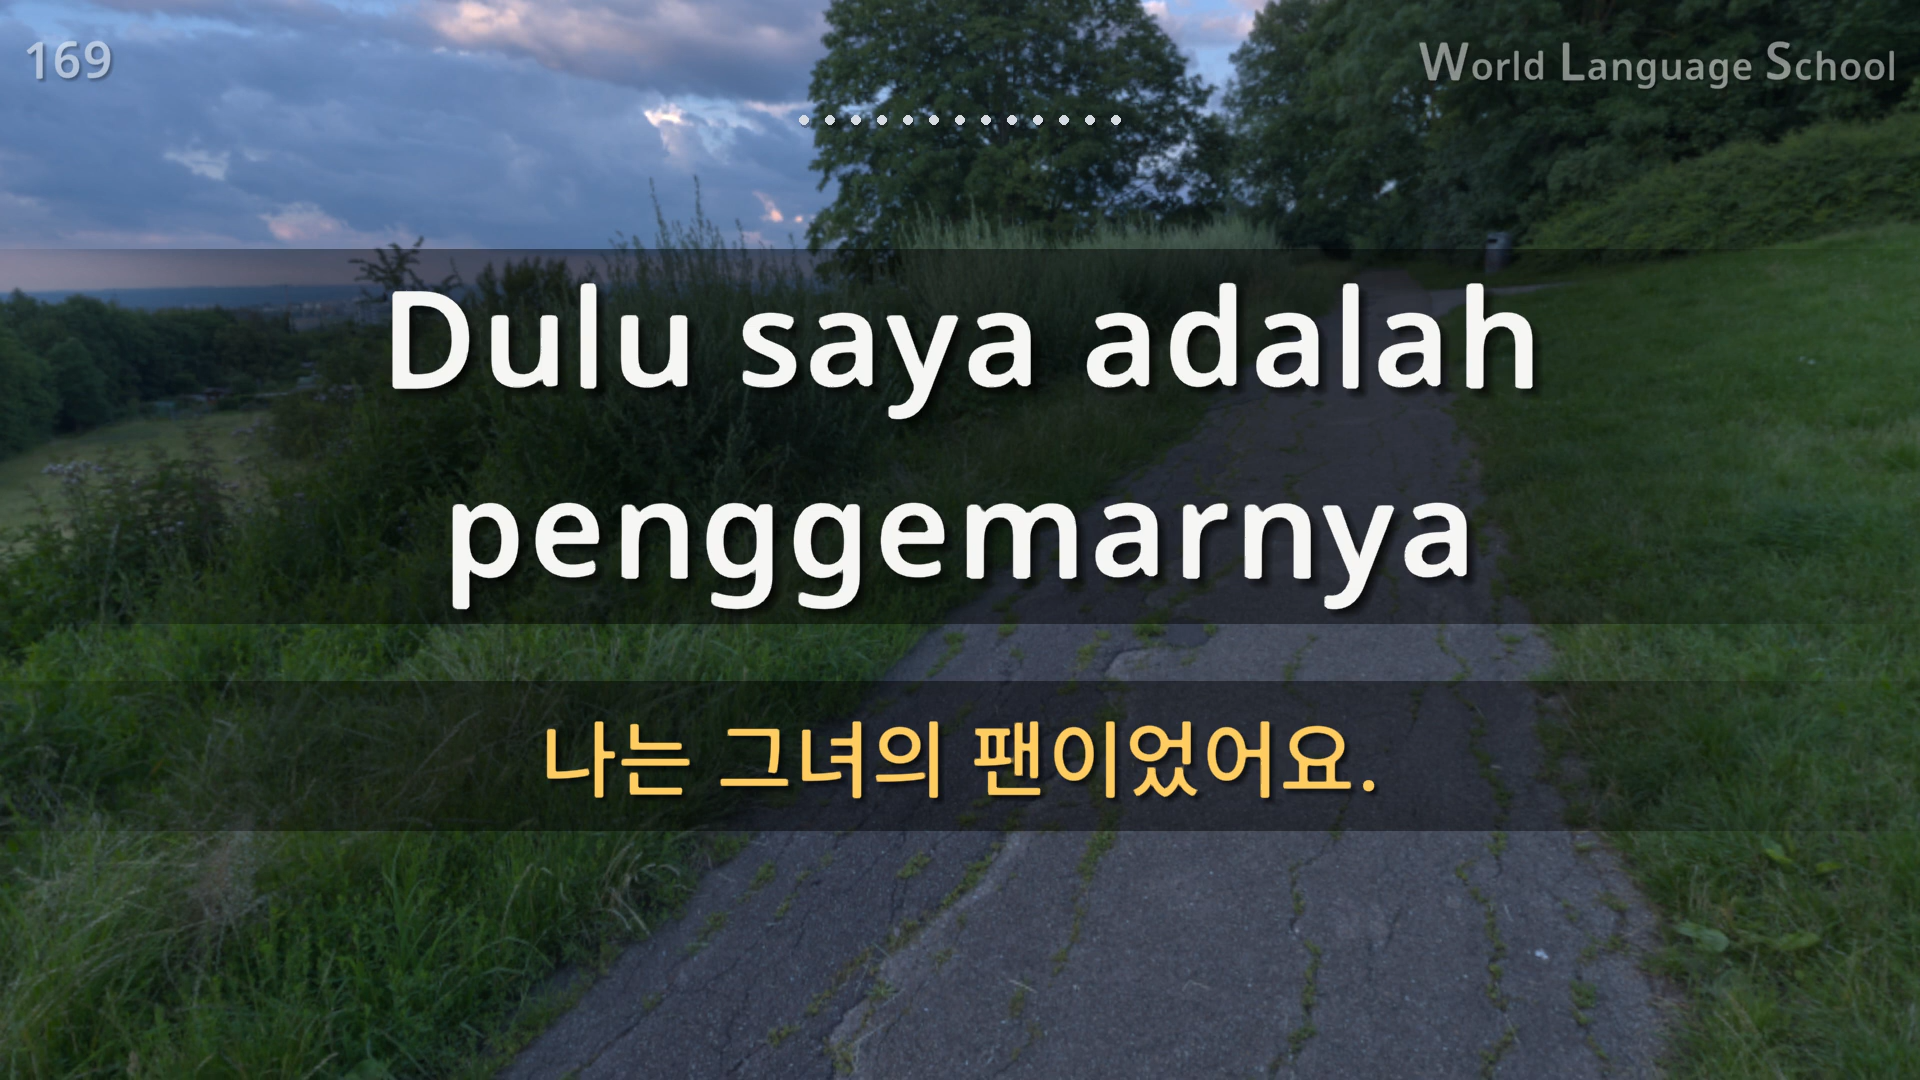 169
World Language School
Dulu saya adalah
penggemarnya
나는 그녀의 팬이었어요.